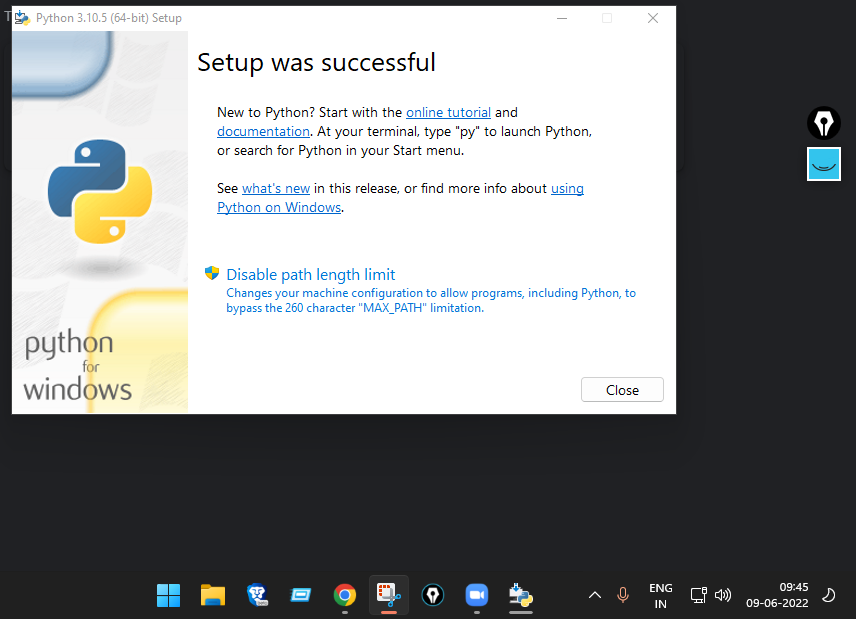 Python 3.10.5 (64-bit) Setup
Setup was successful
New to Python? Start with the online tutorial and
documentation. At your terminal, type "py" to launch Python,
or search for Python in your Start menu.
See what's new in this release, or find more info about using
Python on Windows.
Disable path length limit
Changes your machine configuration to allow programs, including Python, to
bypass the 260 character "MAX_PATH" limitation.
python
for
windows
Close
ENG
IN
09:45
09-06-2022